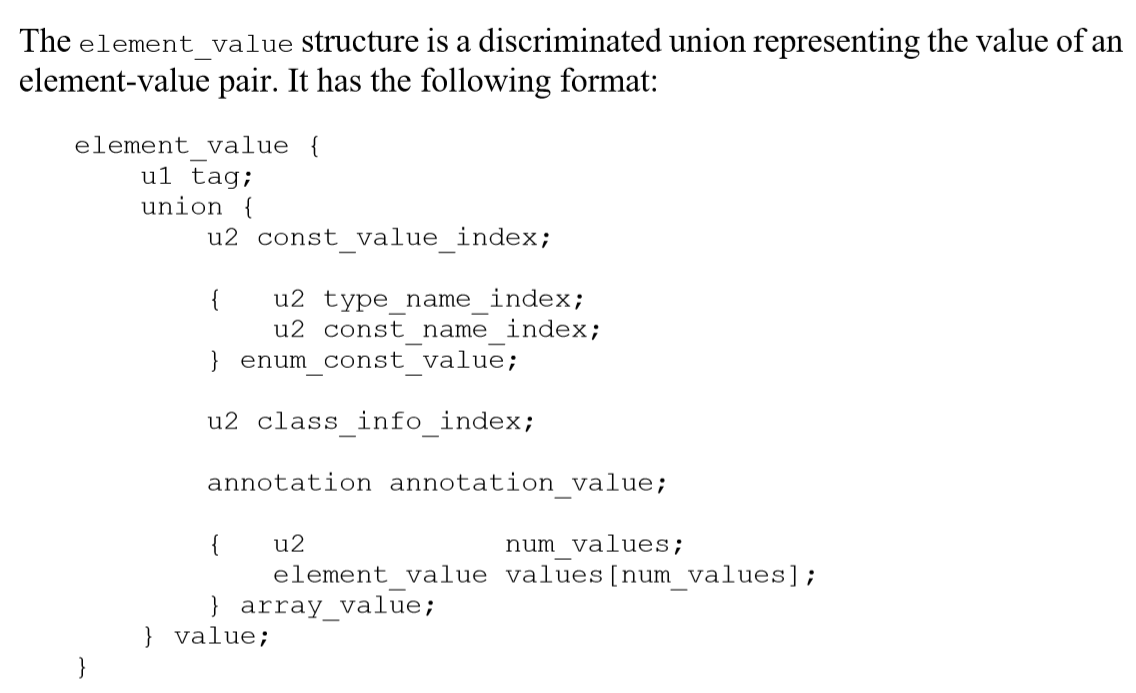 The element_value structure is a discriminated union representing the value of an
element-value pair. It has the following format:
element_value {
    u1 tag;
    union {
        u2 const_value_index;
        {   u2 type_name_index;
            u2 const_name_index;
        } enum_const_value;
        u2 class_info_index;
        annotation annotation_value;
        {   u2            num_values;
            element_value values[num_values];
        } array_value;
    } value;
}